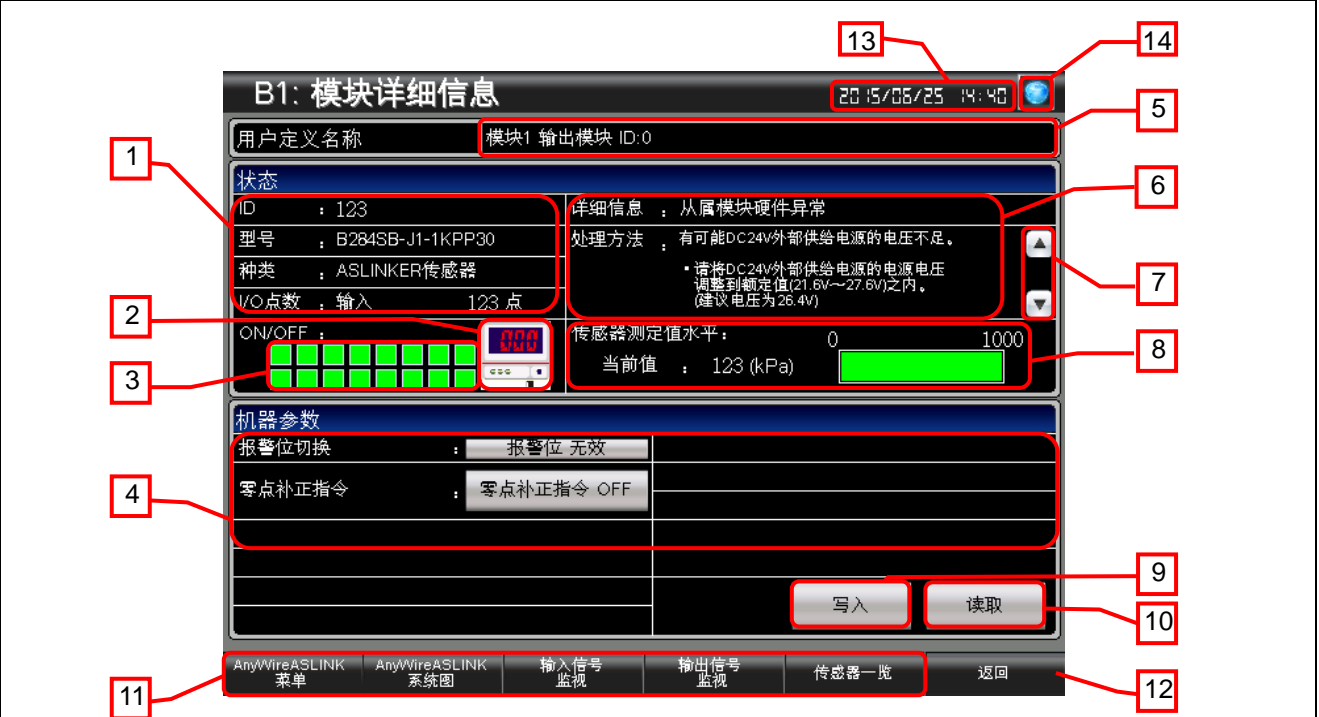 13
14
B1: 模块详细信息
2015/06/25 14:40
5
用户定义名称
模块1 输出模块 ID:0
1
状态
6
ID : 123
详细信息 : 从属模块硬件异常
型号 : B284SB-J1-1KPP30
处理方法 : 有可能DC24V外部供给电源的电压不足。
种类 : ASLINKER传感器
▪请将DC24V外部供给电源的电源电压
调整到额定值(21.6V～27.6V)之内。
(建议电压为26.4V)
7
I/O点数 : 输入 123 点
2
ON/OFF :
000
传感器测定值水平:
0
1000
8
3
当前值 : 123 (kPa)
机器参数
报警位切换 : 报警位 无效
4
零点补正指令 : 零点补正指令 OFF
9
写入
读取
10
11
AnyWireASLINK
菜单
AnyWireASLINK
系统图
输入信号
监视
输出信号
监视
传感器一览
返回
12